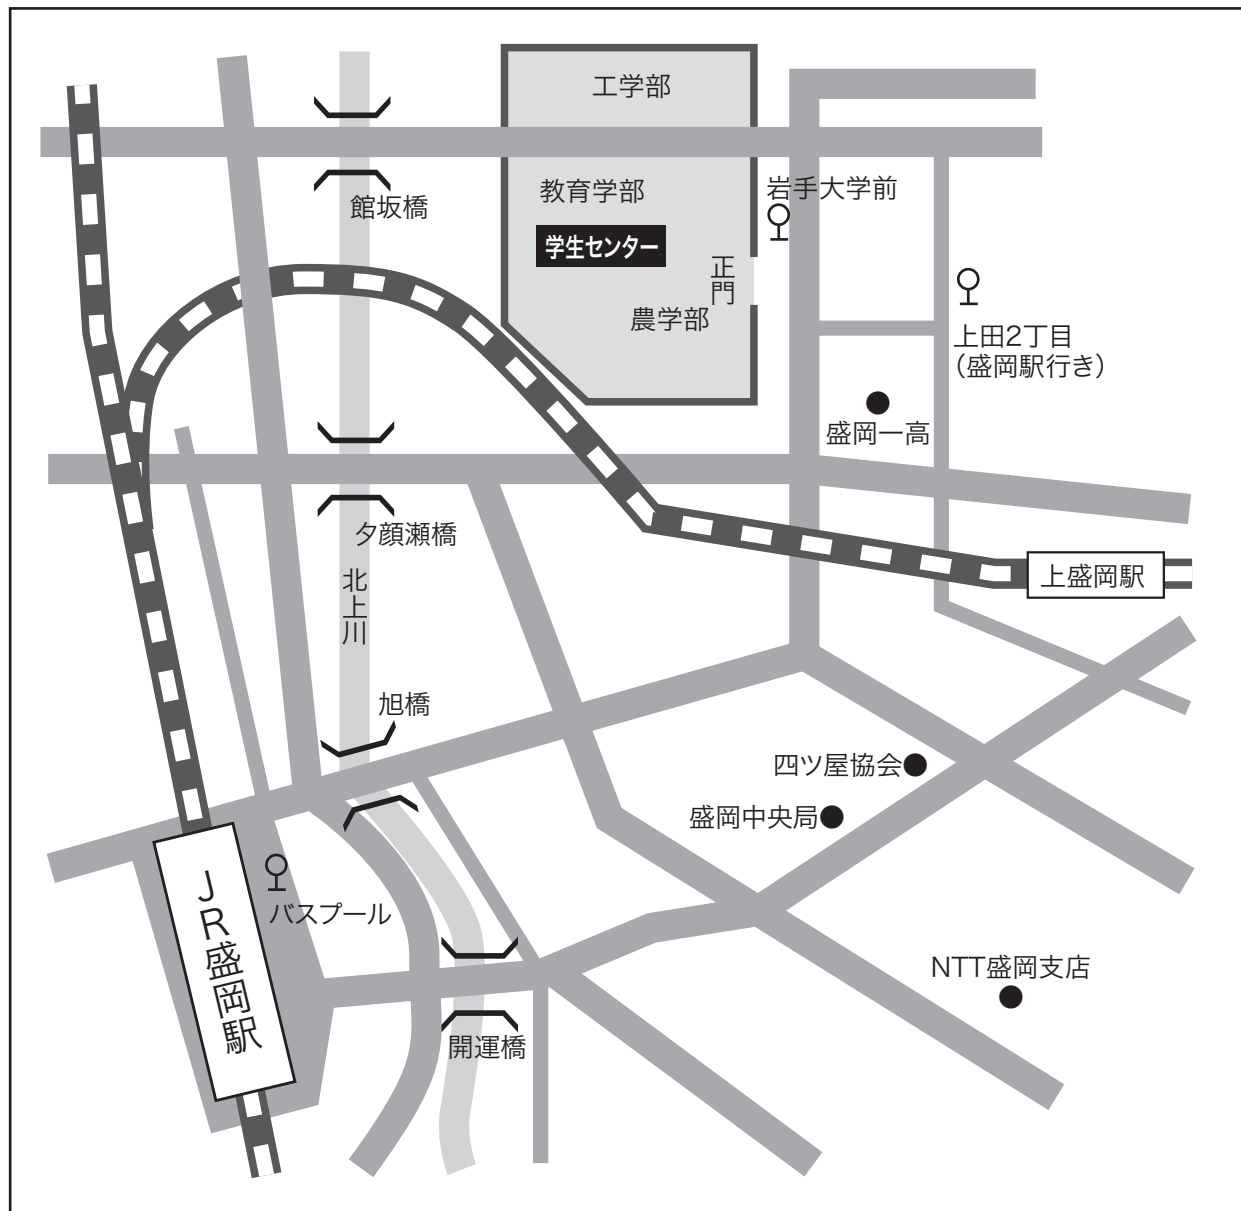 工学部
教育学部
岩手大学前
館坂橋
学生センター
正門
農学部
上田2丁目
(盛岡駅行き)
盛岡一高
夕顔瀬橋
北上川
上盛岡駅
旭橋
四ツ屋協会
盛岡中央局
JR盛岡駅
バスプール
NTT盛岡支店
開運橋